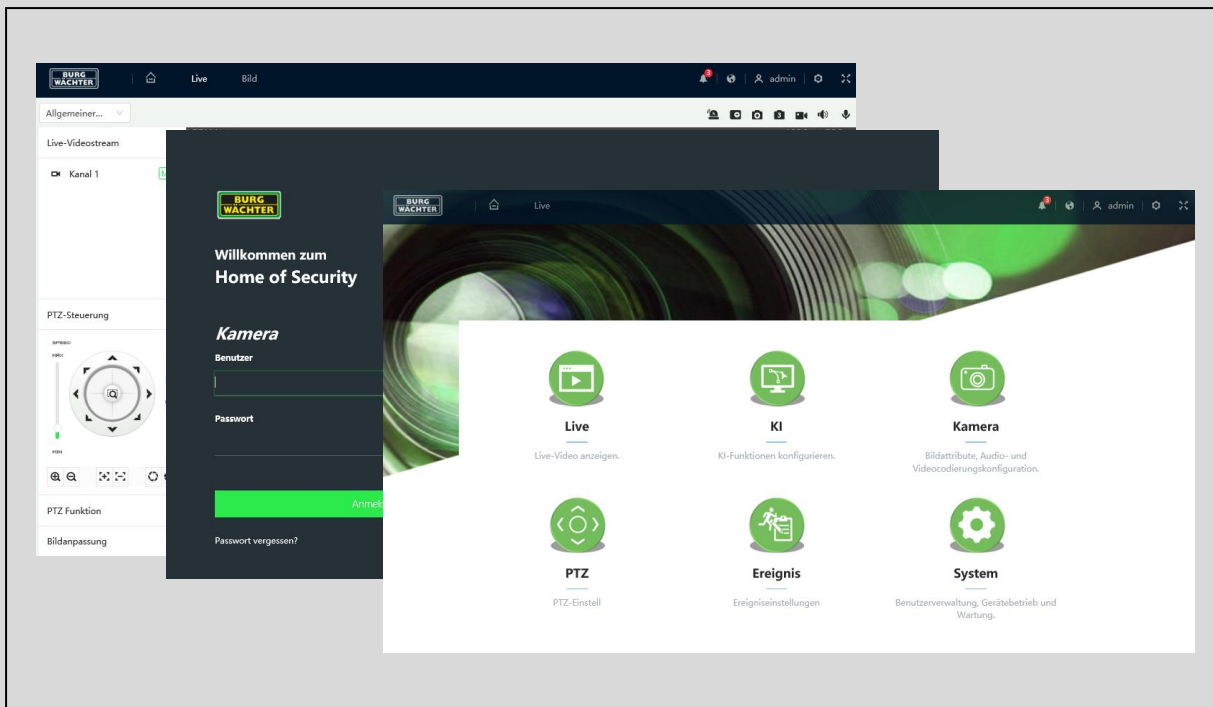 BURG
WÄCHTER
Live
Bild
3
admin
Allgemeiner...
Live-Videostream
Kanal 1
PTZ-Steuerung
SPEED
MAX
MIN
PTZ Funktion
Bildanpassung
BURG
WÄCHTER
Willkommen zum
Home of Security
Kamera
Benutzer
Passwort
Passwort vergessen?
BURG
WÄCHTER
Live
3
admin
Live
Live-Video anzeigen.
KI
KI-Funktionen konfigurieren.
Kamera
Bildattribute, Audio- und
Videocodierungskonfiguration.
PTZ
PTZ-Einstell
Ereignis
Ereigniseinstellungen
System
Benutzerverwaltung, Gerätebetrieb und
Wartung.